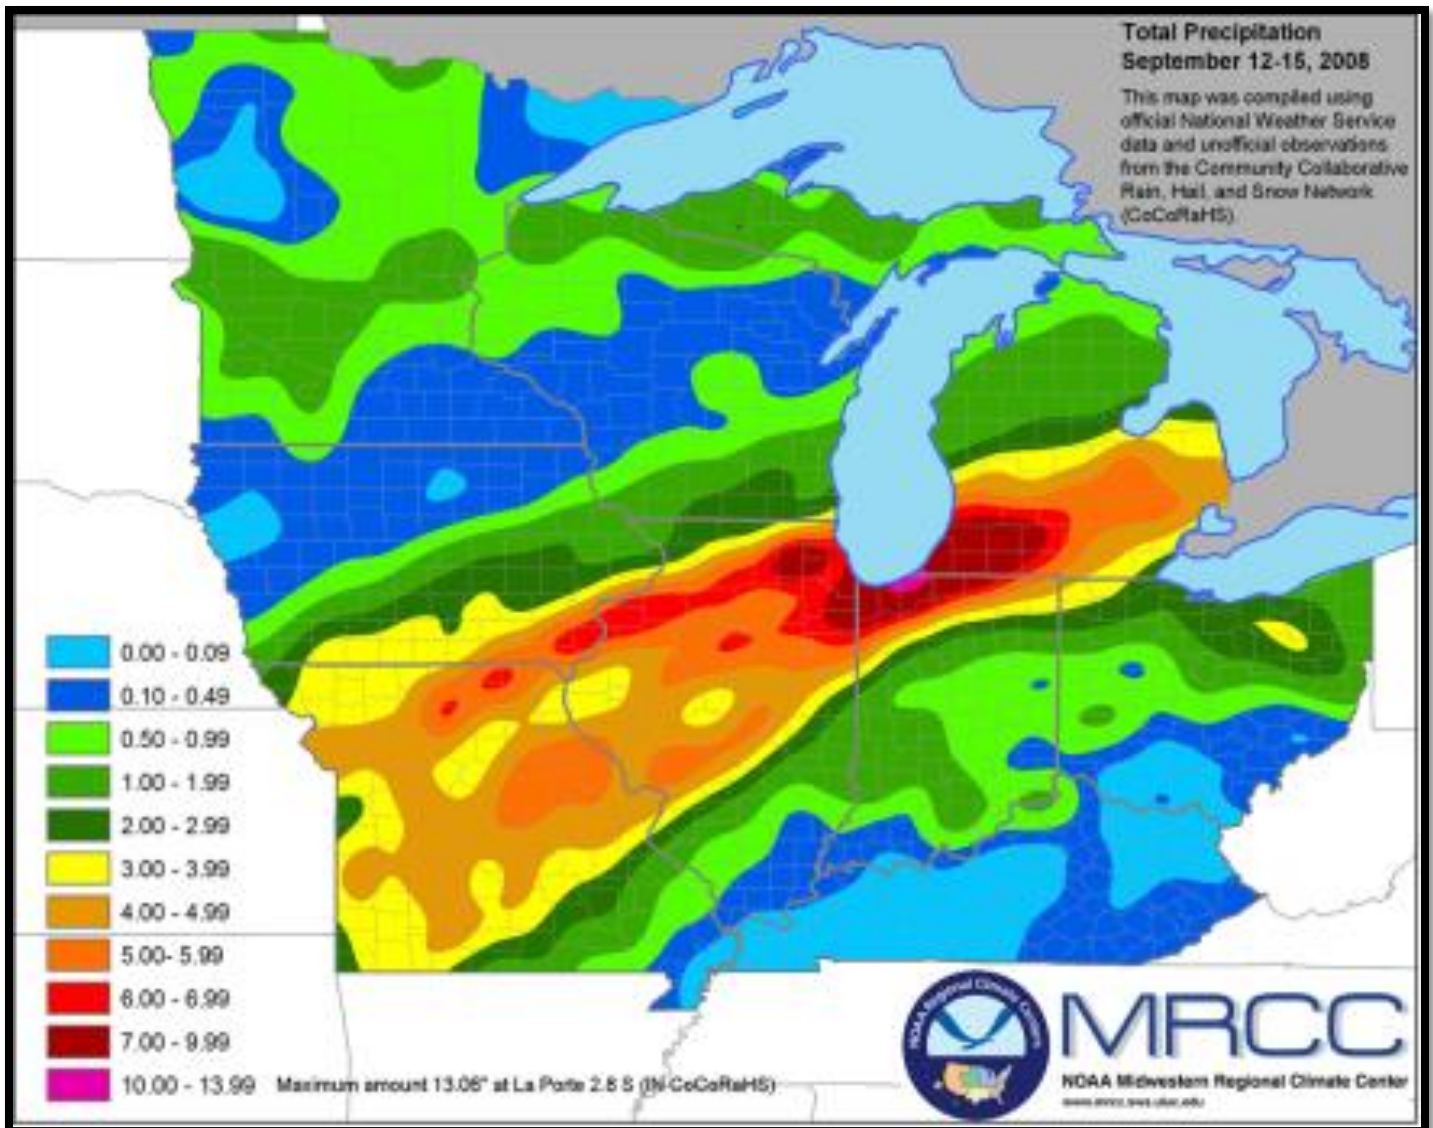 Total Precipitation
September 12-15, 2008
This map was compiled using
official National Weather Service
data and unofficial observations
from the Community Collaborative
Rain, Hail, and Snow Network
(CoCoRaHS)
0.00 - 0.09
0.10 - 0.49
0.50 - 0.99
1.00 - 1.99
2.00 - 2.99
3.00 - 3.99
4.00 - 4.99
5.00- 5.99
6.00 - 6.99
7.00 - 9.99
10.00 - 13.99 Maximum amount 13.06" at La Porte 2.8 S (IN-CoCoRaHS)
NOAA Regional Climate Centers
MRCC
NOAA Midwestern Regional Climate Center